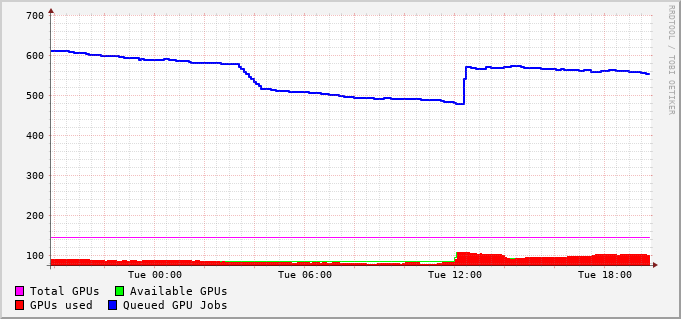 700
600
500
400
300
200
100
Tue 00:00 Tue 06:00 Tue 12:00 Tue 18:00
Total GPUs Available GPUs
GPUs used Queued GPU Jobs
RRDTOOL / TOBI OETIKER